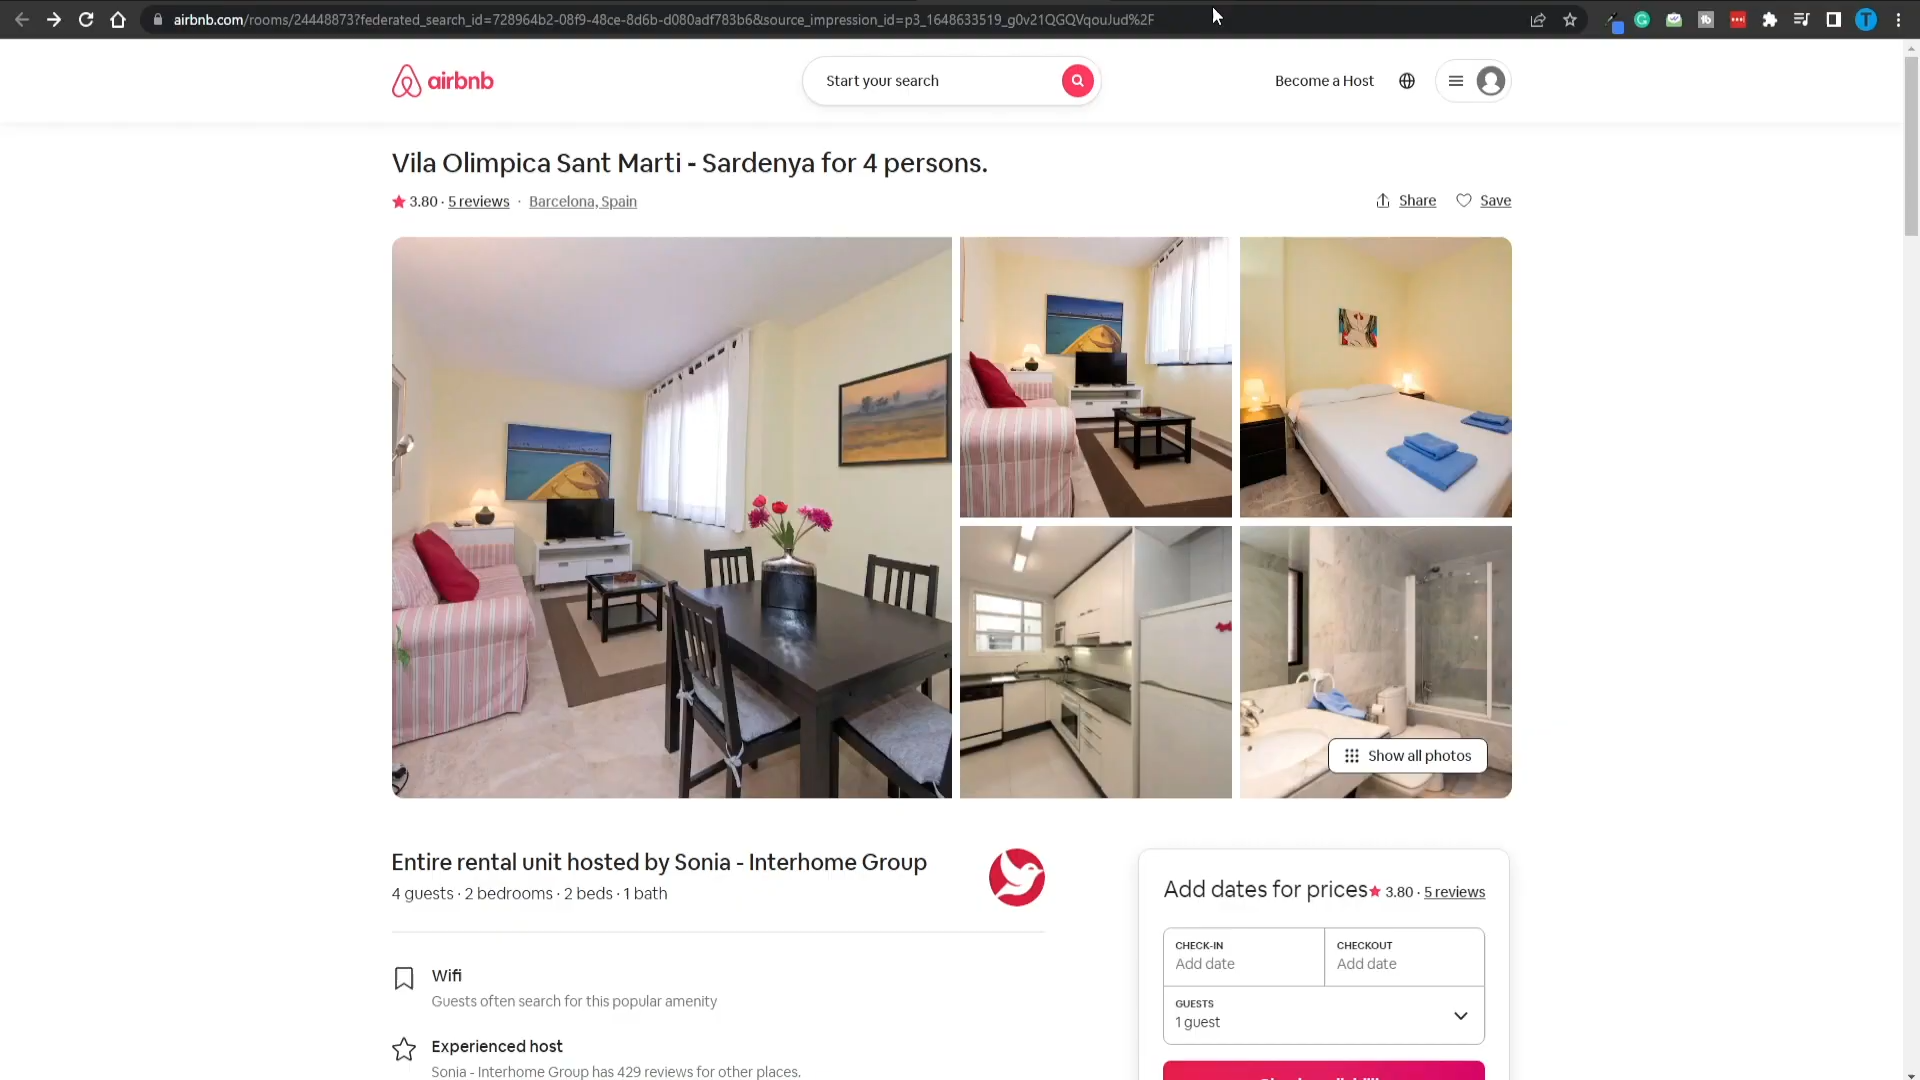 airbnb.com/rooms/24448873?federated_search_id=728964b2-08f9-48ce-8d6b-d080adf783b6&source_impression_id=p3_1648633519_g0v21QGQVqouJud%2F
T
airbnb
Start your search
Become a Host
Vila Olimpica Sant Marti - Sardenya for 4 persons.
3.80 · 5 reviews · Barcelona, Spain
Share
Save
Show all photos
Entire rental unit hosted by Sonia - Interhome Group
4 guests · 2 bedrooms · 2 beds · 1 bath
Add dates for prices
3.80 · 5 reviews
CHECK-IN
Add date
CHECKOUT
Add date
GUESTS
1 guest
Wifi
Guests often search for this popular amenity
Experienced host
Sonia - Interhome Group has 429 reviews for other places.